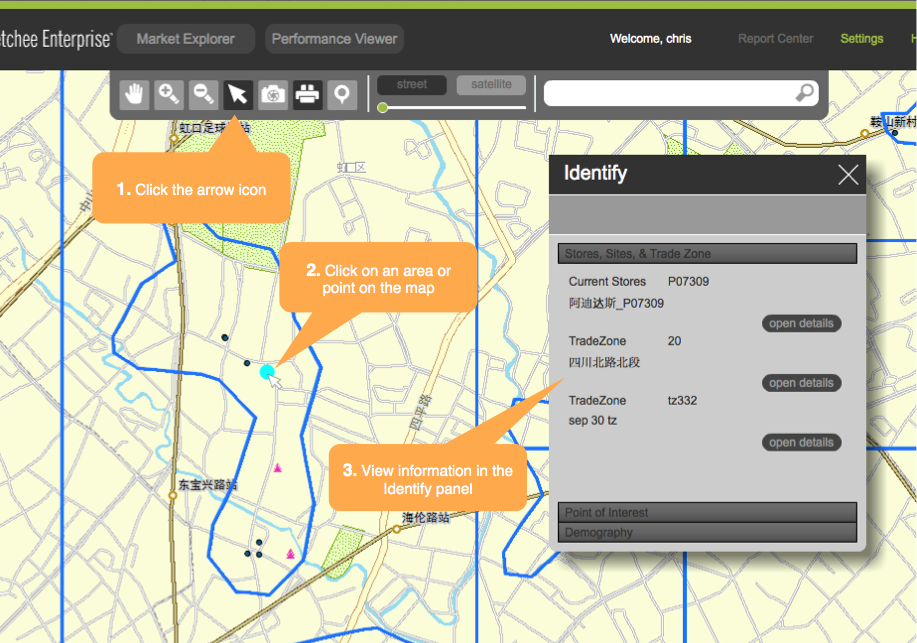 etchee Enterprise
Market Explorer
Performance Viewer
Welcome, chris
Report Center
Settings
H
street
satellite
虹口足球场站
鞍山新村
1. Click the arrow icon
虹 区
中山
2. Click on an area or
point on the map
四平路
3. View information in the
Identify panel
东宝兴路站
海伦路站
Identify
Stores, Sites, & Trade Zone
Current Stores P07309
阿迪达斯_P07309
open details
TradeZone 20
四川北路北段
open details
TradeZone tz332
sep 30 tz
open details
Point of Interest
Demography